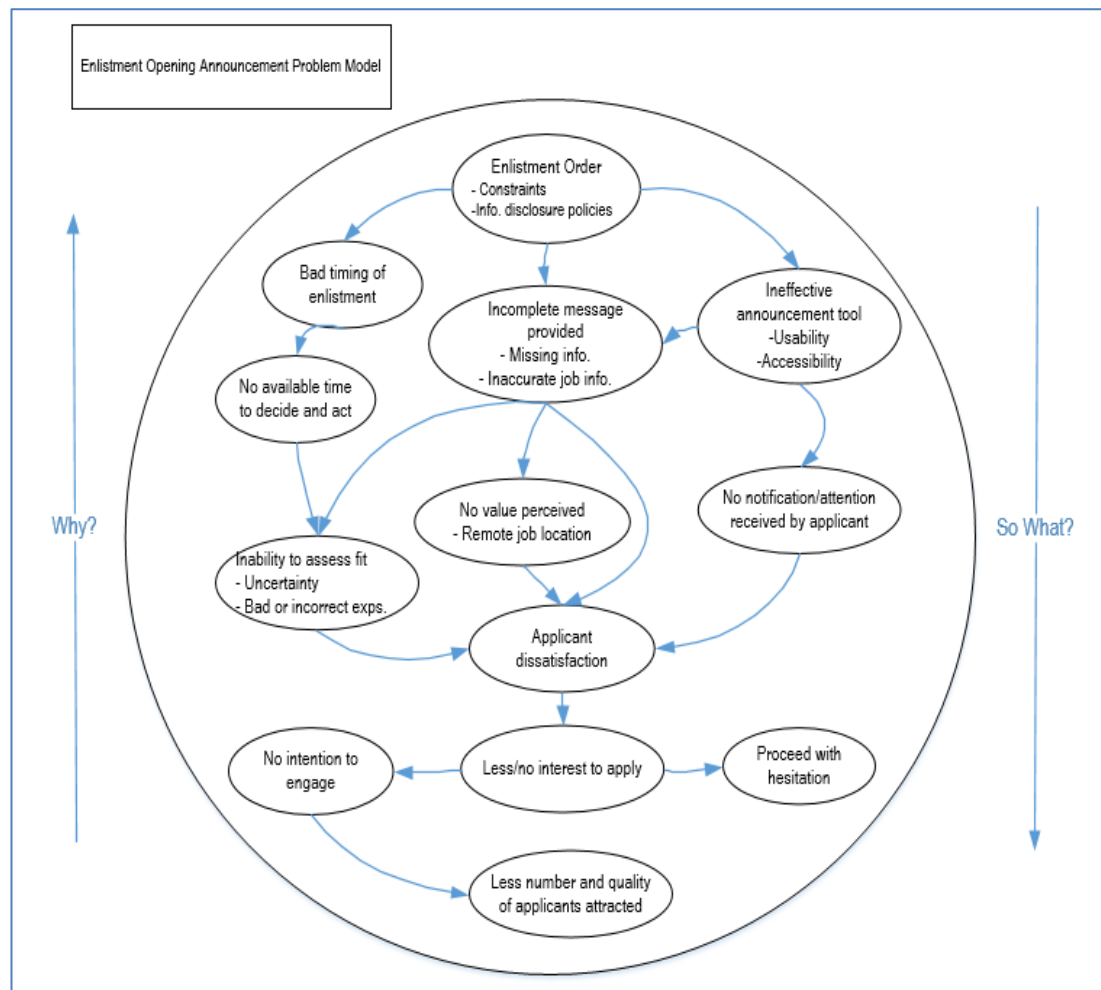 Enlistment Opening Announcement Problem Model
Enlistment Order
- Constraints
-Info. disclosure policies
Bad timing of
enlistment
Incomplete message
provided
- Missing info.
- Inaccurate job info.
Ineffective
announcement tool
-Usability
-Accessibility
No available time
to decide and act
No value perceived
- Remote job location
No notification/attention
received by applicant
Why?
So What?
Inability to assess fit
- Uncertainty
- Bad or incorrect exps.
Applicant
dissatisfaction
No intention to
engage
Less/no interest to apply
Proceed with
hesitation
Less number and quality
of applicants attracted